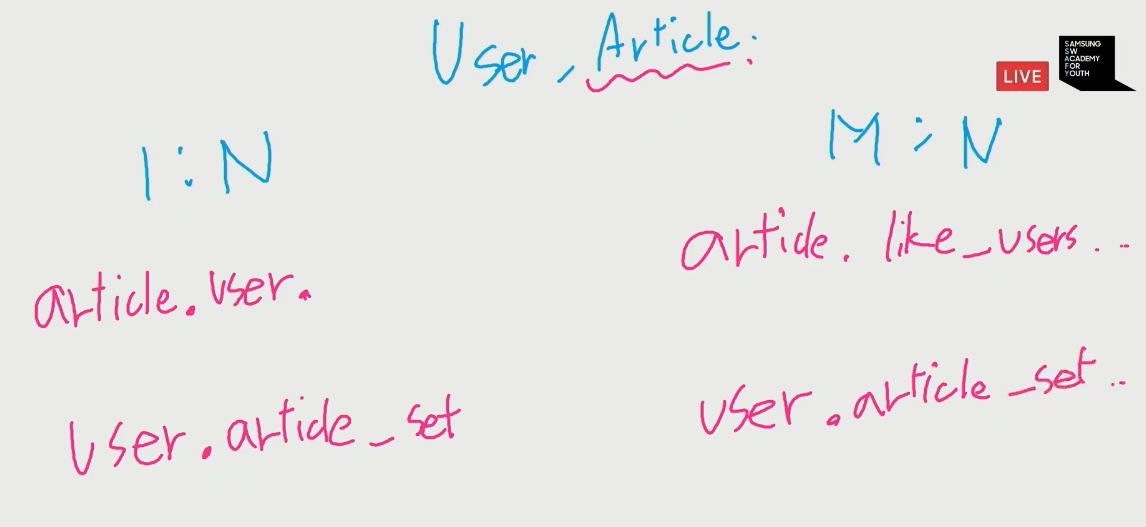 User, Article.
LIVE
SAMSUNG
SW
ACADEMY
FOR
YOUTH
1:N
M:N
article.user.
article.like_users..
user.article_set
user.article_set..